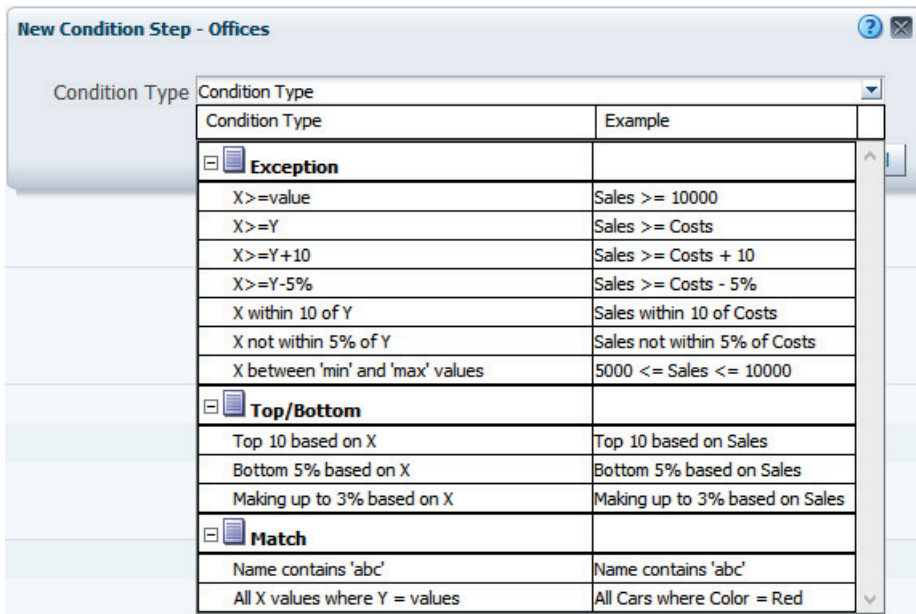 New Condition Step - Offices
Condition Type Condition Type
Condition Type Example
Exception
X>=value Sales >= 10000
X>=Y Sales >= Costs
X>=Y+10 Sales >= Costs + 10
X>=Y-5% Sales >= Costs - 5%
X within 10 of Y Sales within 10 of Costs
X not within 5% of Y Sales not within 5% of Costs
X between 'min' and 'max' values 5000 <= Sales <= 10000
Top/Bottom
Top 10 based on X Top 10 based on Sales
Bottom 5% based on X Bottom 5% based on Sales
Making up to 3% based on X Making up to 3% based on Sales
Match
Name contains 'abc' Name contains 'abc'
All X values where Y = values All Cars where Color = Red